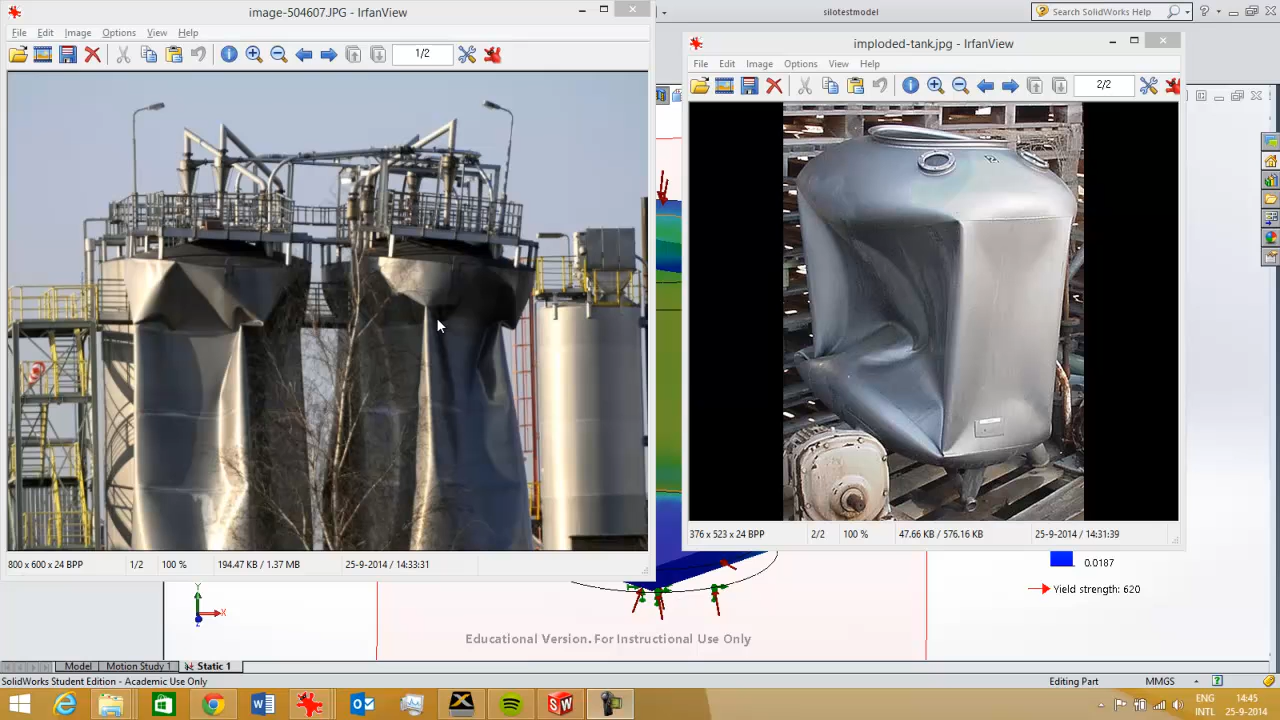 image-504607.JPG - IrfanView
File Edit Image Options View Help
1/2
800 x 600 x 24 BPP 1/2 100 % 194.47 KB / 1.37 MB 25-9-2014 / 14:33:31
silotestmodel
Search SolidWorks Help
imploded-tank.jpg - IrfanView
File Edit Image Options View Help
2/2
376 x 523 x 24 BPP 2/2 100 % 47.66 KB / 576.16 KB 25-9-2014 / 14:31:39
0.0187
Yield strength: 620
Y
X
Z
Educational Version. For Instructional Use Only
Model Motion Study 1 Static 1
SolidWorks Student Edition - Academic Use Only
Editing Part MMGS
ENG 14:45
INTL 25-9-2014